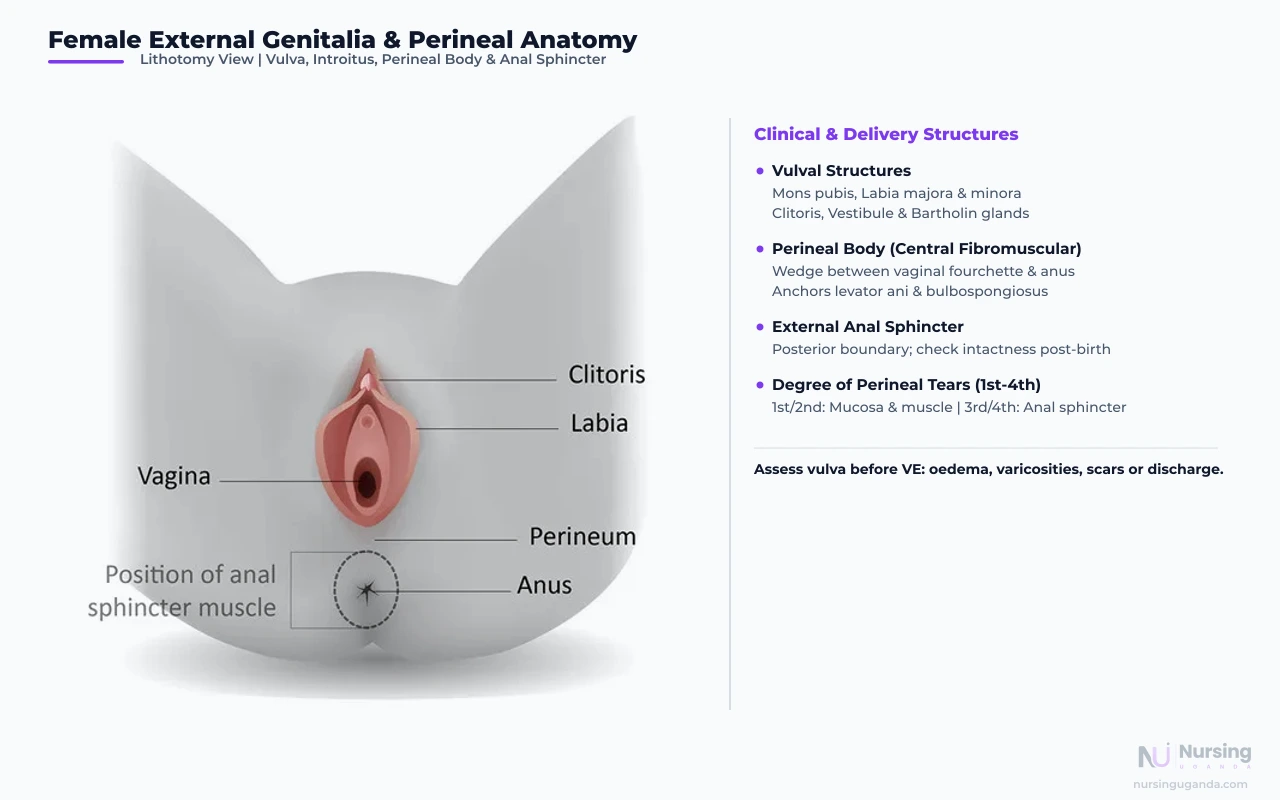 Female External Genitalia & Perineal Anatomy
Lithotomy View | Vulva, Introitus, Perineal Body & Anal Sphincter
Clitoris
Labia
Vagina
Perineum
Position of anal
sphincter muscle
Anus
Clinical & Delivery Structures
Vulval Structures
Mons pubis, Labia majora & minora
Clitoris, Vestibule & Bartholin glands
Perineal Body (Central Fibromuscular)
Wedge between vaginal fourchette & anus
Anchors levator ani & bulbospongiosus
External Anal Sphincter
Posterior boundary; check intactness post-birth
Degree of Perineal Tears (1st-4th)
1st/2nd: Mucosa & muscle | 3rd/4th: Anal sphincter
Assess vulva before VE: oedema, varicosities, scars or discharge.
NU Nursing
UGANDA
nursinguganda.com